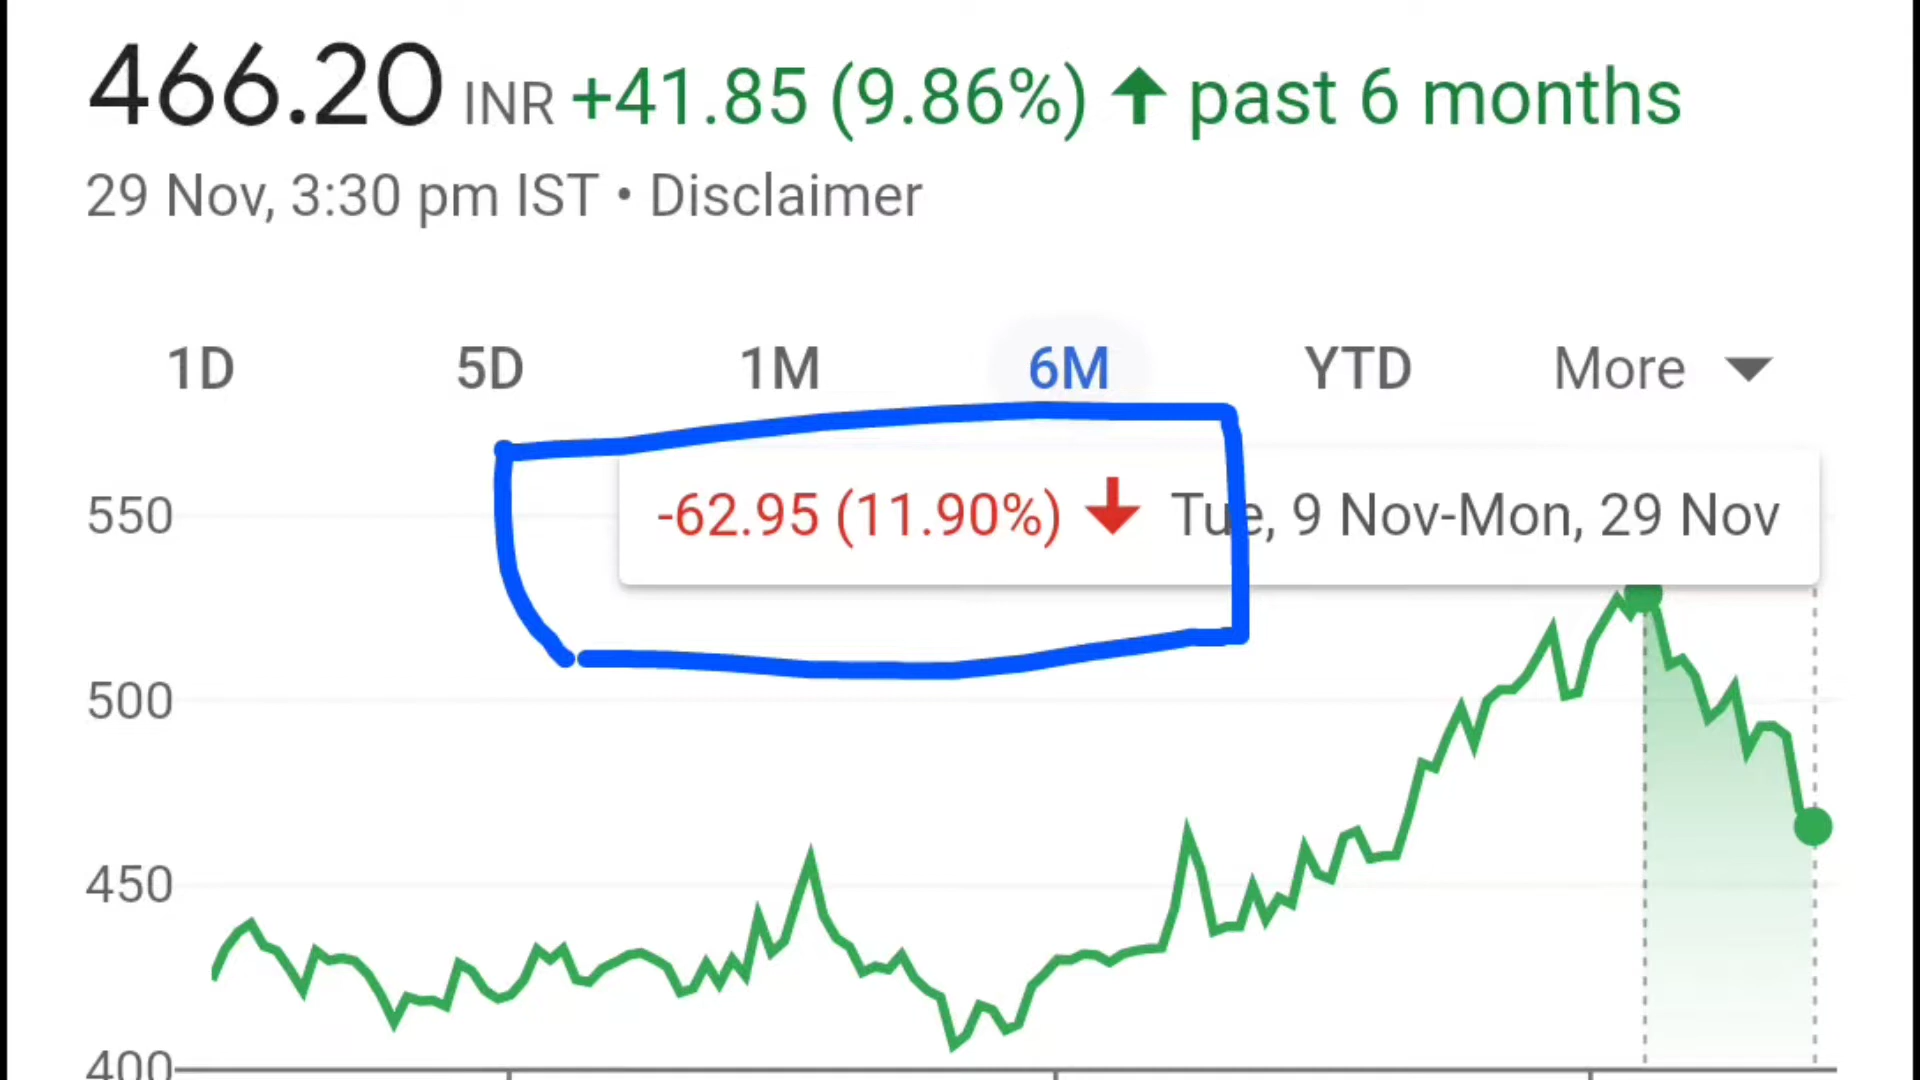 466.20 INR +41.85 (9.86%) ↑ past 6 months
29 Nov, 3:30 pm IST • Disclaimer
1D 5D 1M 6M YTD More
-62.95 (11.90%) ↓ Tue, 9 Nov-Mon, 29 Nov
550
500
450
400